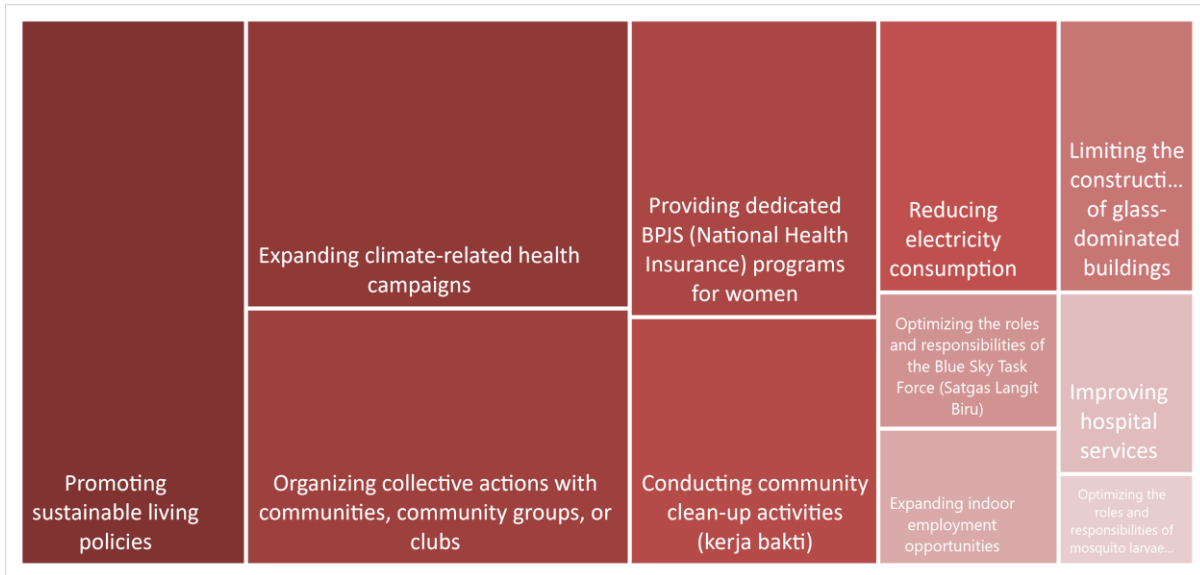 Promoting
sustainable living
policies
Expanding climate-related health
campaigns
Organizing collective actions with
communities, community groups, or
clubs
Providing dedicated
BPJS (National Health
Insurance) programs
for women
Conducting community
clean-up activities
(kerja bakti)
Reducing
electricity
consumption
Optimizing the roles
and responsibilities of
the Blue Sky Task
Force (Satgas Langit
Biru)
Expanding indoor
employment
opportunities
Limiting the
constructi...
of glass-
dominated
buildings
Improving
hospital
services
Optimizing the
roles and
responsibilities of
mosquito larvae...